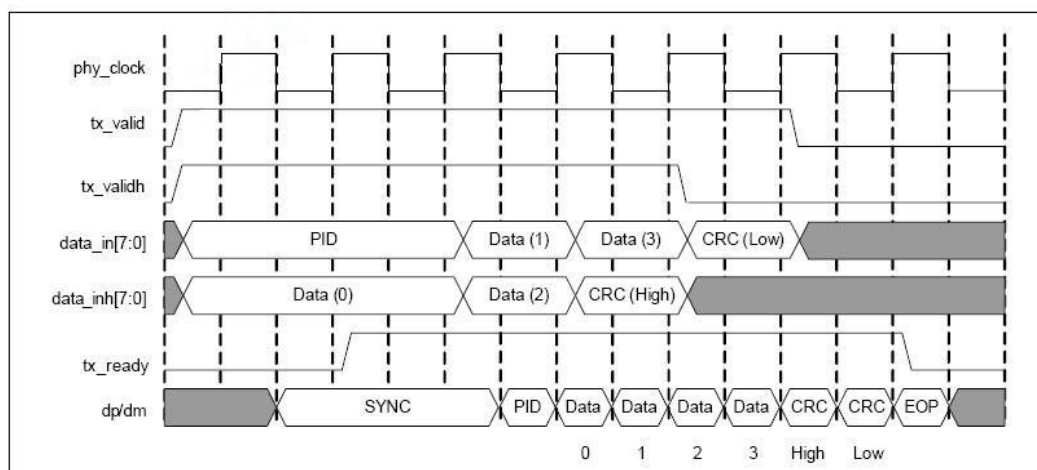 phy_clock
tx_valid
tx_validh
data_in[7:0] PID Data (1) Data (3) CRC (Low)
data_inh[7:0] Data (0) Data (2) CRC (High)
tx_ready
dp/dm SYNC PID Data Data Data Data CRC CRC EOP
0 1 2 3 High Low